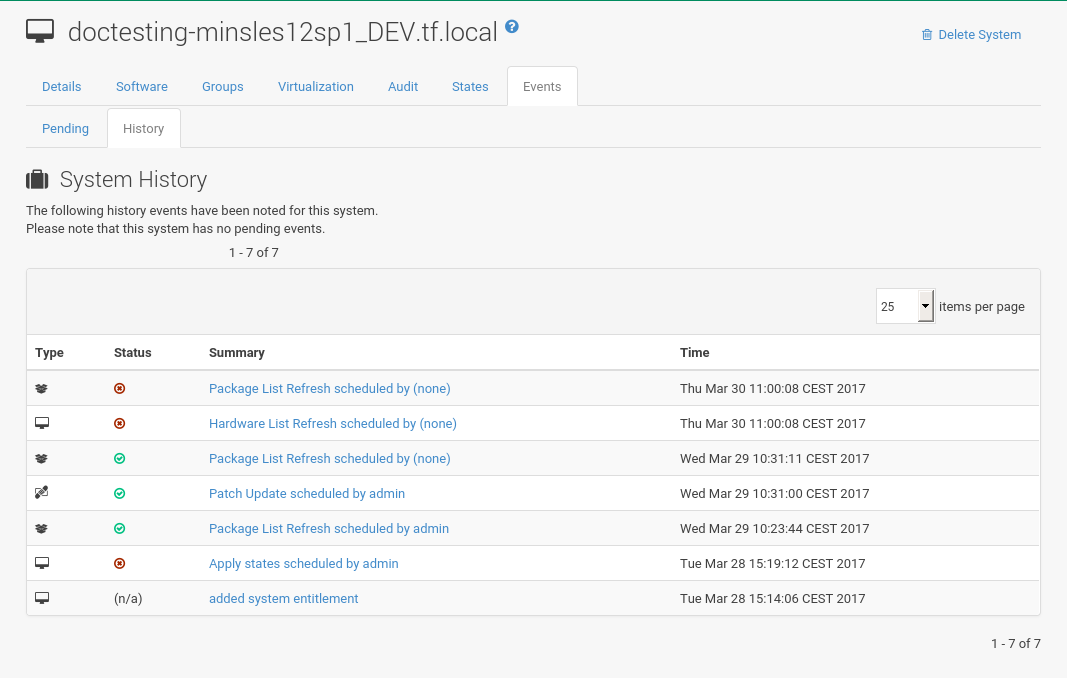 doctesting-minsles12sp1_DEV.tf.local ?
Delete System
Details Software Groups Virtualization Audit States Events
Pending History
System History
The following history events have been noted for this system.
Please note that this system has no pending events.
1 - 7 of 7
25 items per page
Type Status Summary Time
Package List Refresh scheduled by (none) Thu Mar 30 11:00:08 CEST 2017
Hardware List Refresh scheduled by (none) Thu Mar 30 11:00:08 CEST 2017
Package List Refresh scheduled by (none) Wed Mar 29 10:31:11 CEST 2017
Patch Update scheduled by admin Wed Mar 29 10:31:00 CEST 2017
Package List Refresh scheduled by admin Wed Mar 29 10:23:44 CEST 2017
Apply states scheduled by admin Tue Mar 28 15:19:12 CEST 2017
(n/a) added system entitlement Tue Mar 28 15:14:06 CEST 2017
1 - 7 of 7